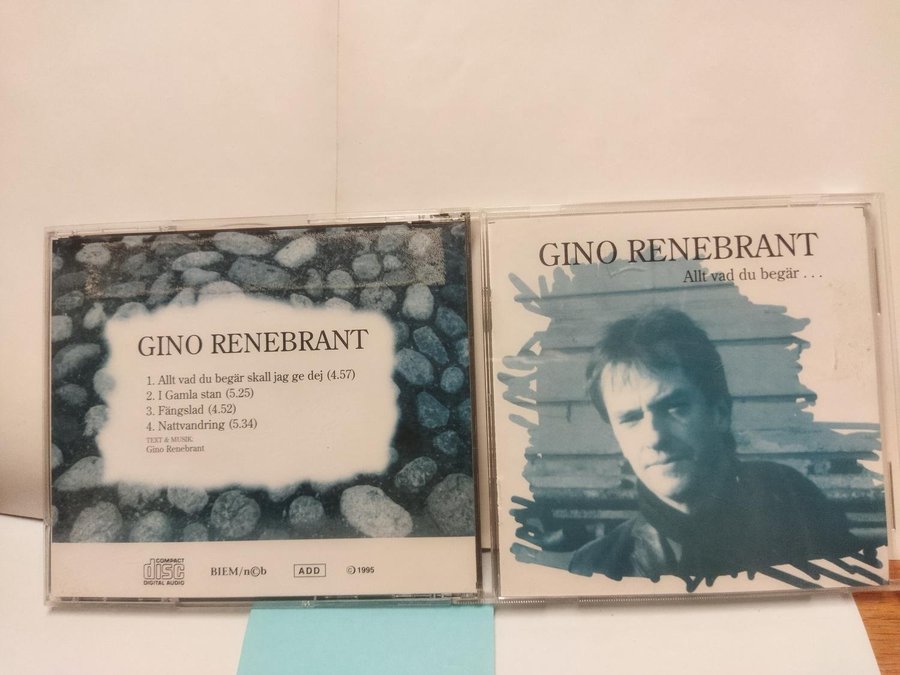 GINO RENEBRANT
1. Allt vad du begär skall jag ge dej (4.57)
2. I Gamla stan (5.25)
3. Fängslad (4.52)
4. Nattvandring (5.34)
TEXT & MUSIK:
Gino Renebrant
COMPACT
disc
DIGITAL AUDIO
BIEM/n©b
ADD
© 1995
GINO RENEBRANT
Allt vad du begär . . .